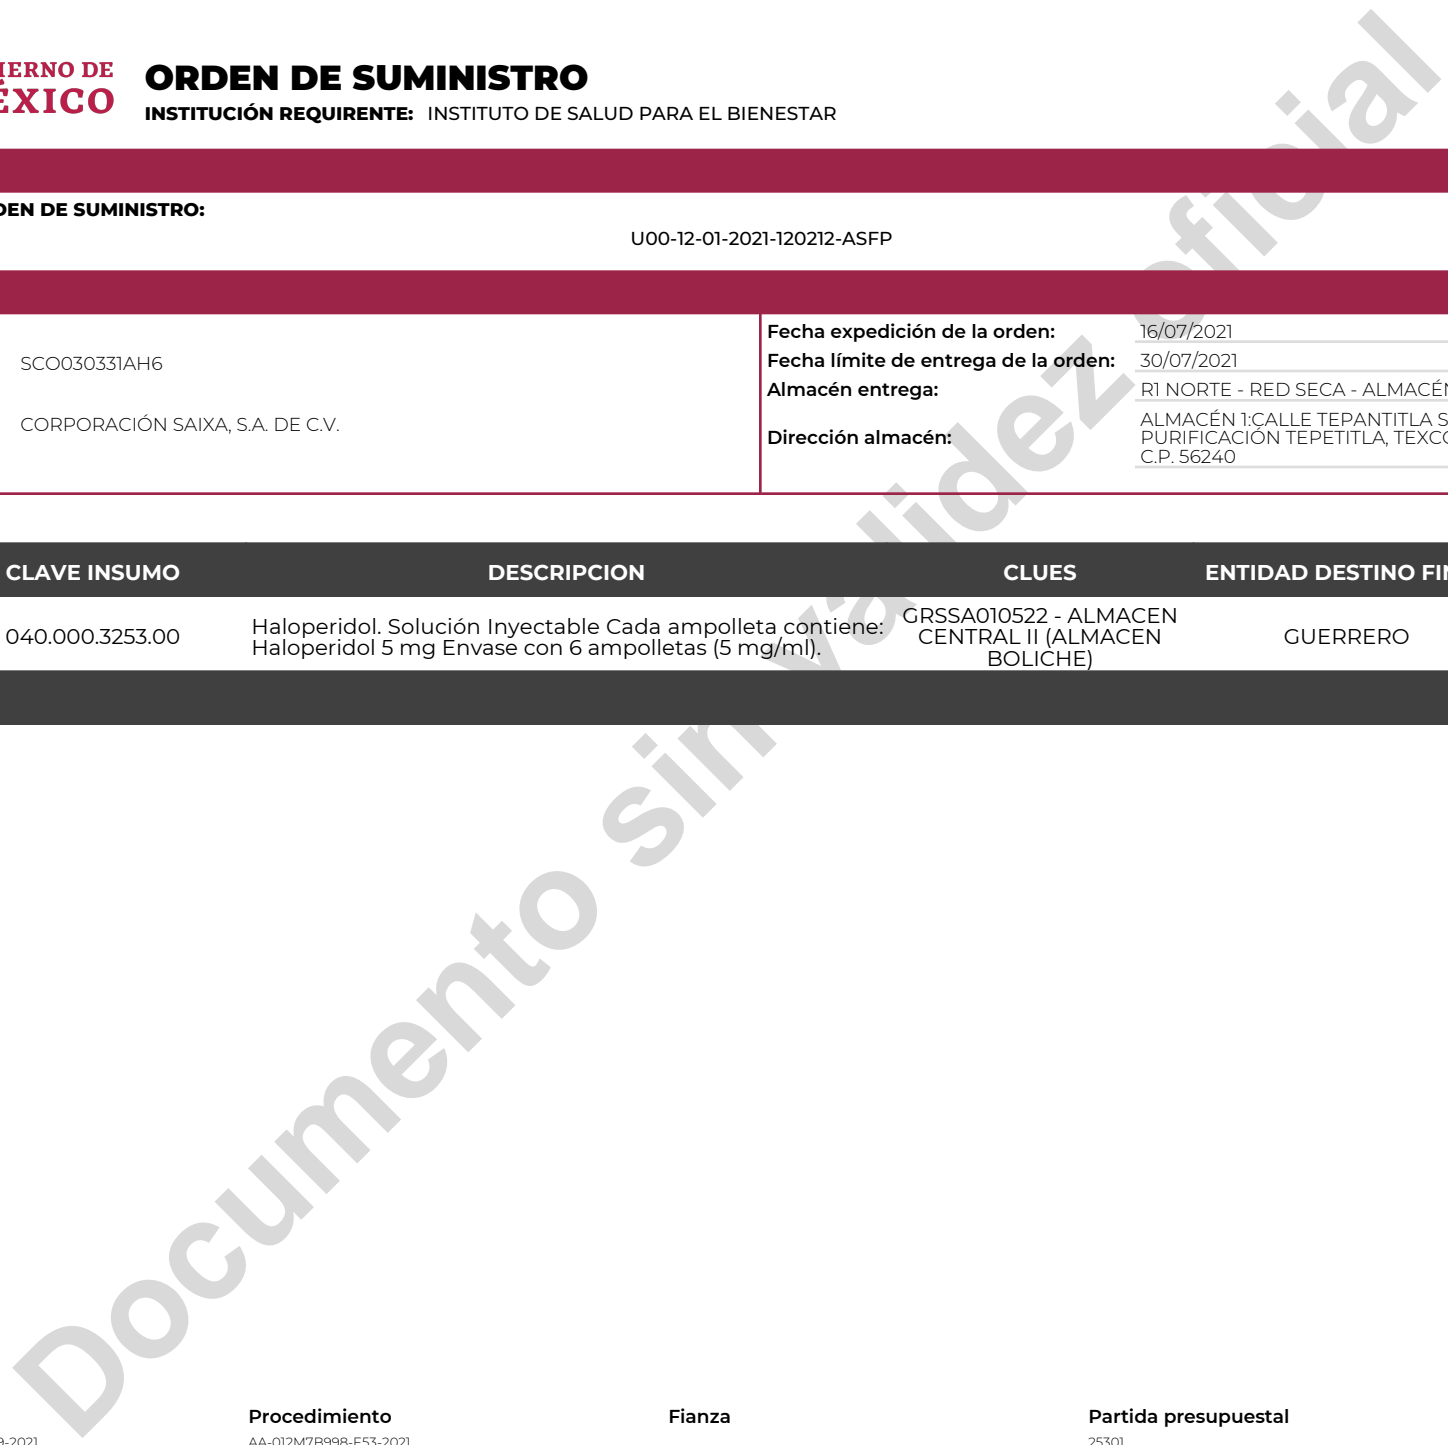 ORDEN DE SUMINISTRO
INSTITUCIÓN REQUIRENTE: INSTITUTO DE SALUD PARA EL BIENESTAR
DE
DE SUMINISTRO:
U00-12-01-2021-120212-ASFP
SCO030331AH6
CORPORACIÓN SAIXA, S.A. DE C.V.
Fecha expedición de la orden: 16/07/2021
Fecha límite de entrega de la orden: 30/07/2021
Almacén entrega: R1 NORTE - RED SECA - ALMACÉN
Dirección almacén: ALMACÉN 1:CALLE TEPANTITLA
PURIFICACIÓN TEPETITLA,
C.P. 56240
CLAVE INSUMO DESCRIPCION CLUES ENTIDAD DESTINO
040.000.3253.00
Haloperidol. Solución Inyectable Cada ampolleta contiene:
Haloperidol 5 mg Envase con 6 ampolletas (5 mg/ml).
GRSSA010522 - ALMACEN
CENTRAL II (ALMACEN
BOLICHE)
GUERRERO
Documento sin validez oficial
Procedimiento Fianza Partida presupuestal
AA-012M7B998-E53-2021
25301